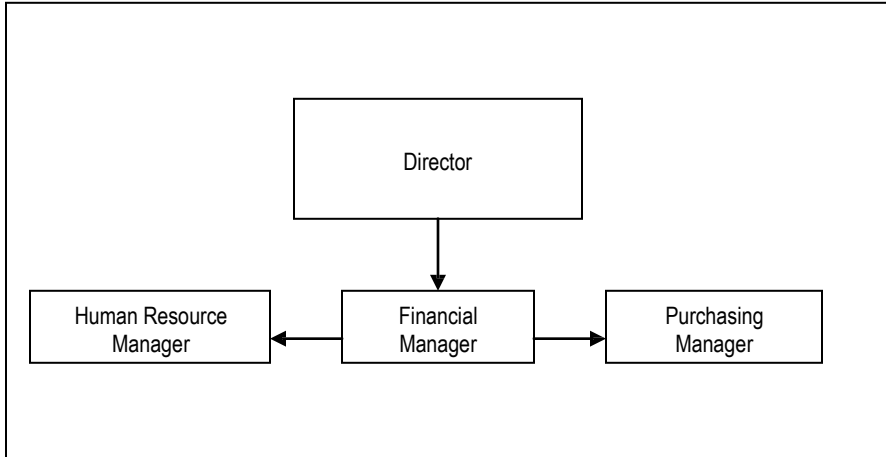 Director
Human Resource
Manager
Financial
Manager
Purchasing
Manager